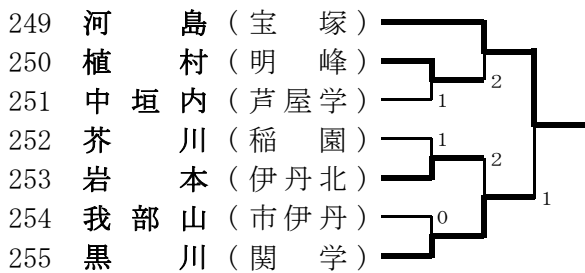 249 河島(宝塚)
250 植村(明峰)
2
251 中垣内(芦屋学)
1
252 芥川(稲園)
1
253 岩本(伊丹北)
2
1
254 我部山(市伊丹)
0
255 黒川(関学)